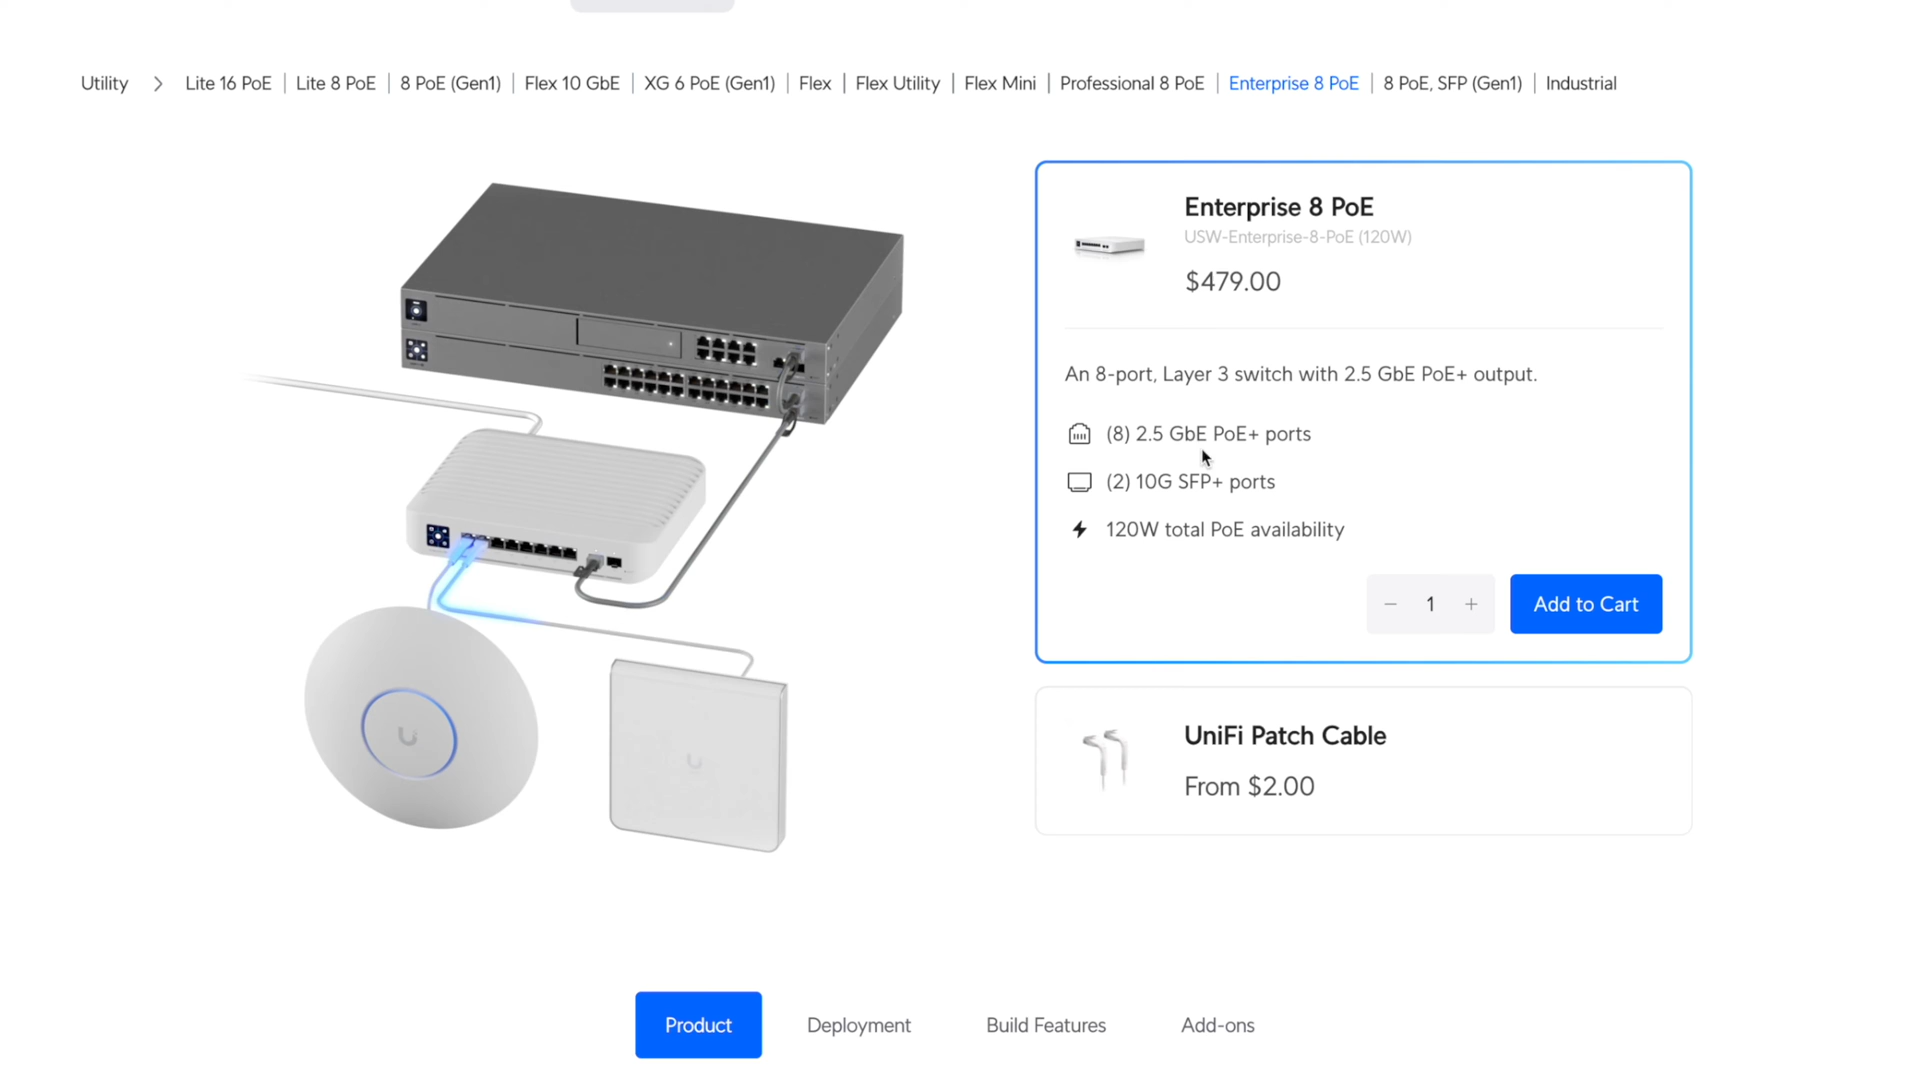 Utility > Lite 16 PoE | Lite 8 PoE | 8 PoE (Gen1) | Flex 10 GbE | XG 6 PoE (Gen1) | Flex | Flex Utility | Flex Mini | Professional 8 PoE | Enterprise 8 PoE | 8 PoE, SFP (Gen1) | Industrial
Enterprise 8 PoE
USW-Enterprise-8-PoE (120W)
$479.00
An 8-port, Layer 3 switch with 2.5 GbE PoE+ output.
(8) 2.5 GbE PoE+ ports
(2) 10G SFP+ ports
120W total PoE availability
− 1 + Add to Cart
UniFi Patch Cable
From $2.00
Product Deployment Build Features Add-ons